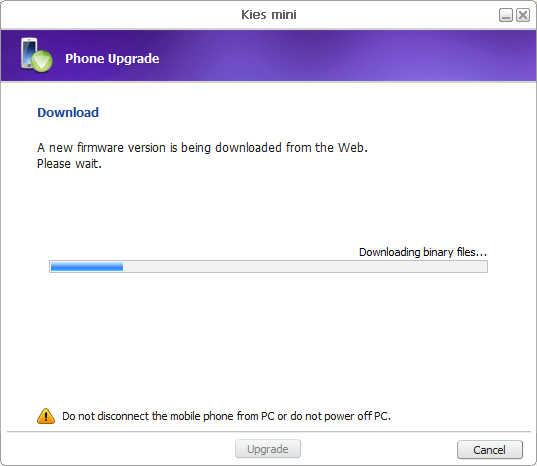 Kies mini
Phone Upgrade
Download
A new firmware version is being downloaded from the Web.
Please wait.
Downloading binary files...
Do not disconnect the mobile phone from PC or do not power off PC.
Upgrade
Cancel